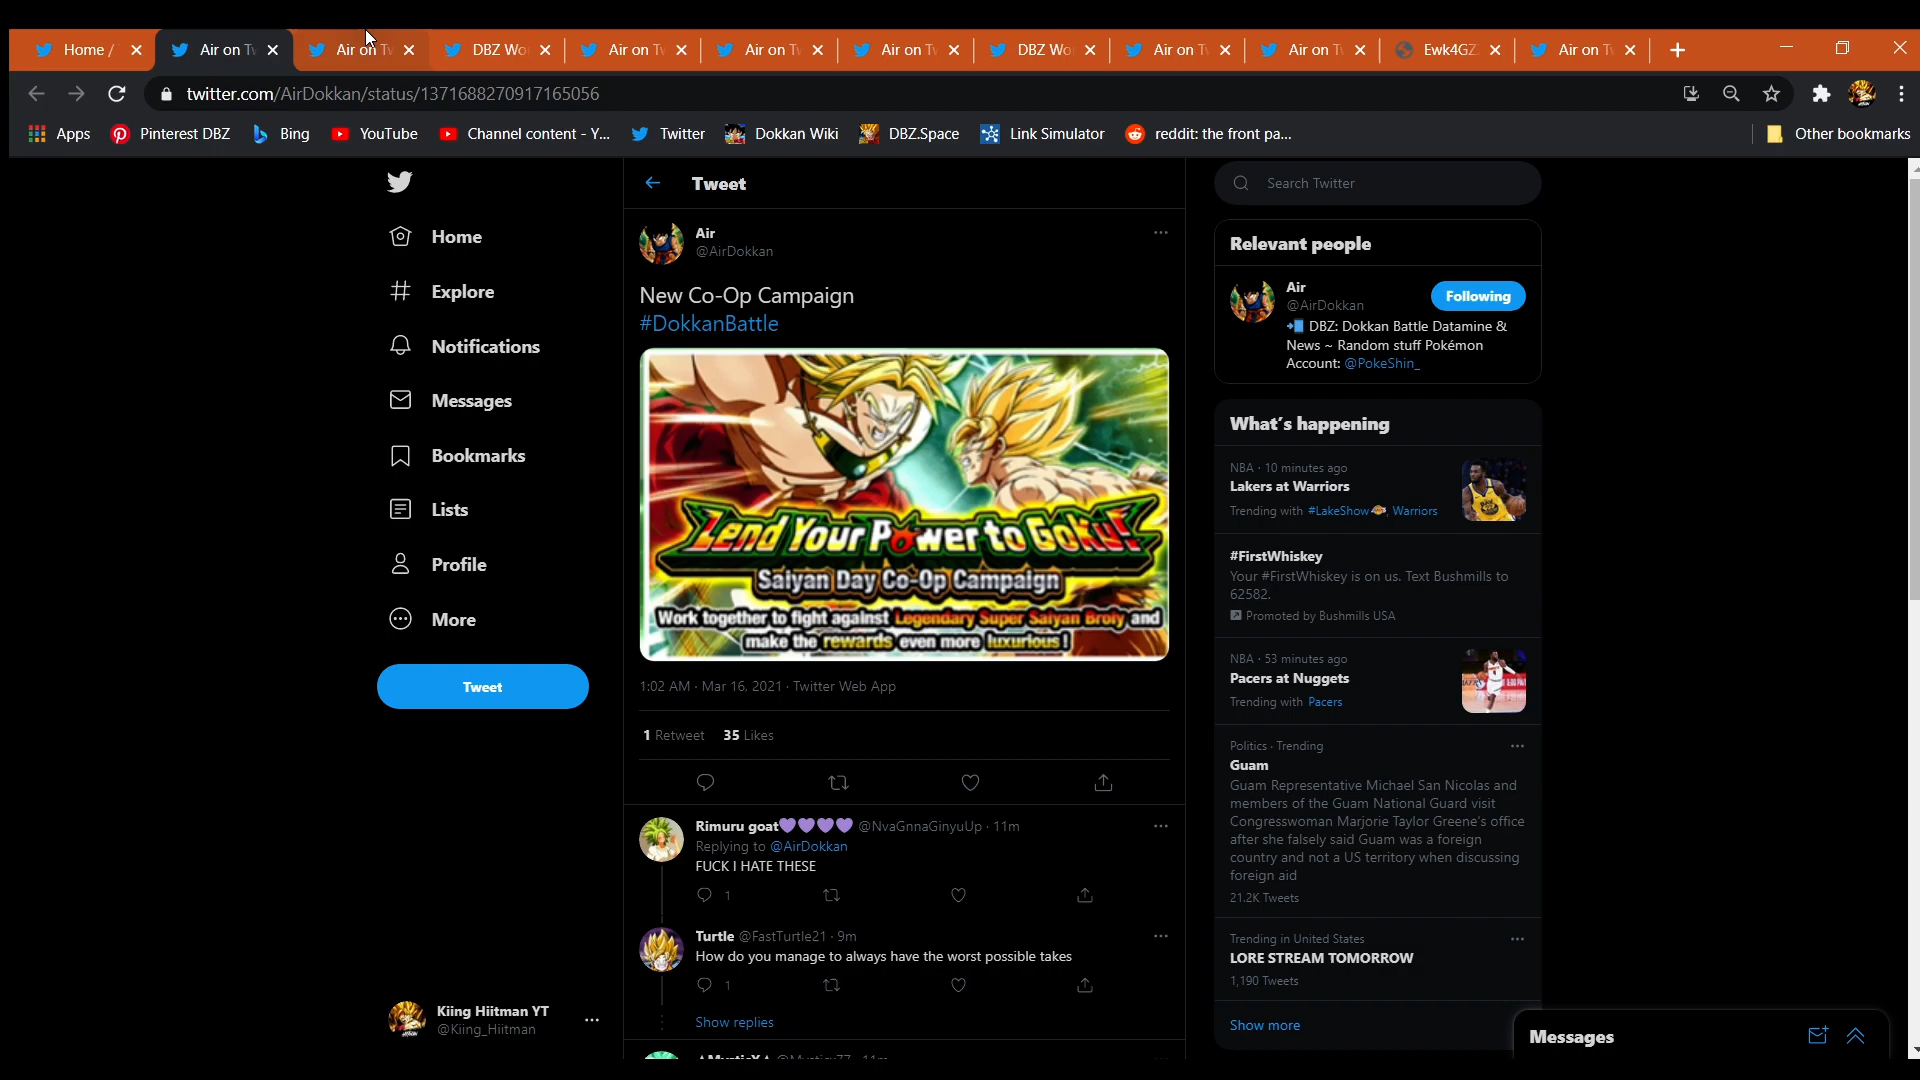 Home /
Air on Tw
Air on Tw
DBZ Wo
Air on Tw
Air on Tw
Air on Tw
DBZ Wo
Air on Tw
Air on Tw
Ewk4GZ
Air on Tw
twitter.com/AirDokkan/status/1371688270917165056
Apps
Pinterest DBZ
Bing
YouTube
Channel content - Y...
Twitter
Dokkan Wiki
DBZ.Space
Link Simulator
reddit: the front pa...
Other bookmarks
Home
Explore
Notifications
Messages
Bookmarks
Lists
Profile
More
Tweet
Kiing Hiitman YT
@Kiing_Hiitman
Tweet
Air
@AirDokkan
New Co-Op Campaign
#DokkanBattle
Lend Your Power to Goku!
Saiyan Day Co-Op Campaign
Work together to fight against Legendary Super Saiyan Broly and
make the rewards even more luxurious!
1:02 AM · Mar 16, 2021 · Twitter Web App
1 Retweet 35 Likes
Rimuru goat💜💜💜💜 @NvaGnnaGinyuUp · 11m
Replying to @AirDokkan
FUCK I HATE THESE
1
Turtle @FastTurtle21 · 9m
How do you manage to always have the worst possible takes
1
Show replies
Search Twitter
Relevant people
Air
@AirDokkan
Following
📲 DBZ: Dokkan Battle Datamine &
News ~ Random stuff Pokémon
Account: @PokeShin_
What's happening
NBA · 10 minutes ago
Lakers at Warriors
Trending with #LakeShow, Warriors
#FirstWhiskey
Your #FirstWhiskey is on us. Text Bushmills to
62582.
Promoted by Bushmills USA
NBA · 53 minutes ago
Pacers at Nuggets
Trending with Pacers
Politics · Trending
Guam
Guam Representative Michael San Nicolas and
members of the Guam National Guard visit
Congresswoman Marjorie Taylor Greene's office
after she falsely said Guam was a foreign
country and not a US territory when discussing
foreign aid
21.2K Tweets
Trending in United States
LORE STREAM TOMORROW
1,190 Tweets
Show more
Messages